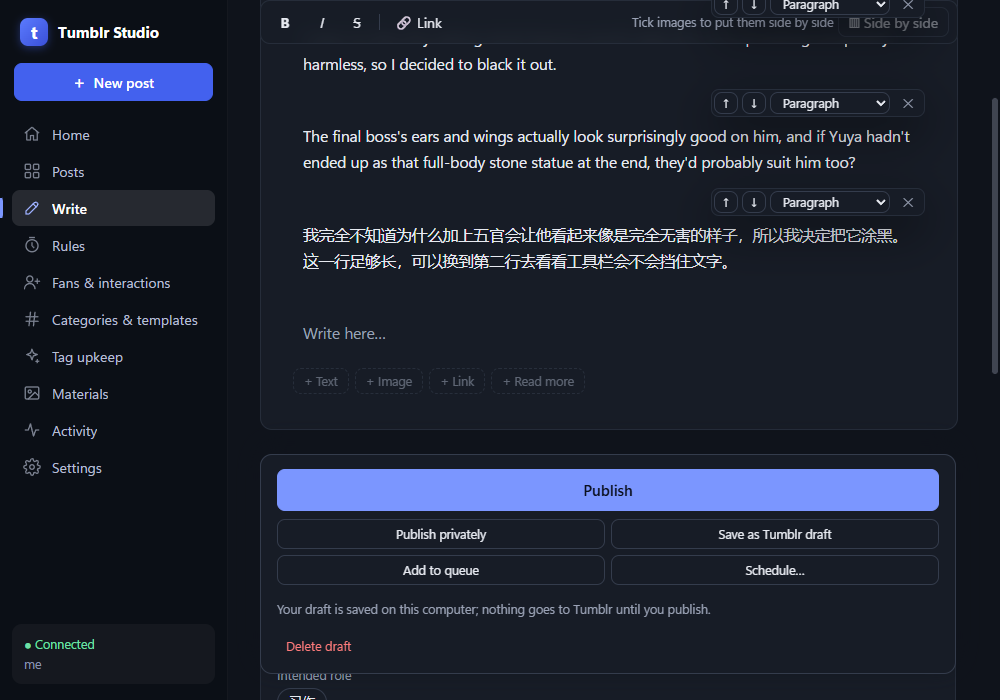 t Tumblr Studio
+ New post
Home
Posts
Write
Rules
Fans & interactions
Categories & templates
Tag upkeep
Materials
Activity
Settings
● Connected
me
B I S Link
Tick images to put them side by side
Side by side
↑ ↓ Paragraph
harmless, so I decided to black it out.
↑ ↓ Paragraph
The final boss's ears and wings actually look surprisingly good on him, and if Yuya hadn't
ended up as that full-body stone statue at the end, they'd probably suit him too?
↑ ↓ Paragraph
我完全不知道为什么加上五官会让他看起来像是完全无害的样子，所以我决定把它涂黑。
这一行足够长，可以换到第二行去看看工具栏会不会挡住文字。
Write here...
+ Text + Image + Link + Read more
Publish
Publish privately
Save as Tumblr draft
Add to queue
Schedule...
Your draft is saved on this computer; nothing goes to Tumblr until you publish.
Delete draft
Intended role